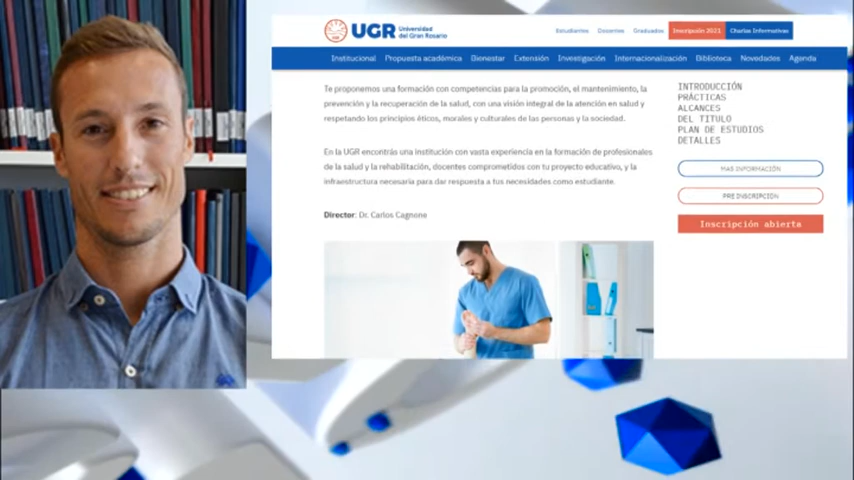 UGR Universidad
del Gran Rosario
Estudiantes Docentes Graduados Inscripción 2021 Charlas Informativas
Institucional Propuesta académica Bienestar Extensión Investigación Internacionalización Biblioteca Novedades Agenda
Te proponemos una formación con competencias para la promoción, el mantenimiento, la
prevención y la recuperación de la salud, con una visión integral de la atención en salud y
respetando los principios éticos, morales y culturales de las personas y la sociedad.
En la UGR encontrás una institución con vasta experiencia en la formación de profesionales
de la salud y la rehabilitación, docentes comprometidos con tu proyecto educativo, y la
infraestructura necesaria para dar respuesta a tus necesidades como estudiante.
Director: Dr. Carlos Cagnone
INTRODUCCIÓN
PRÁCTICAS
ALCANCES
DEL TITULO
PLAN DE ESTUDIOS
DETALLES
MAS INFORMACIÓN
PRE INSCRIPCIÓN
Inscripción abierta